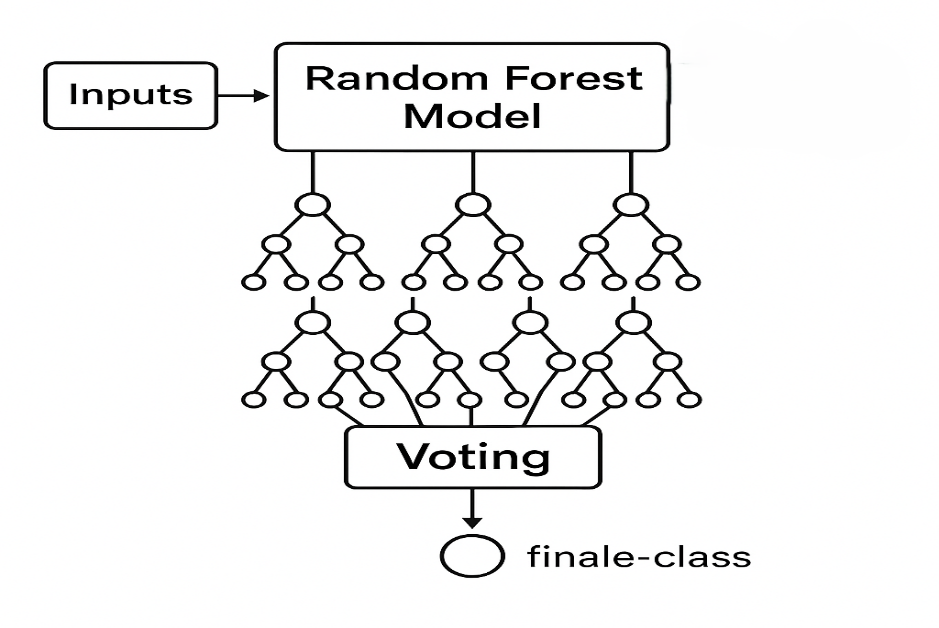 Inputs
Random Forest
Model
Voting
finale-class